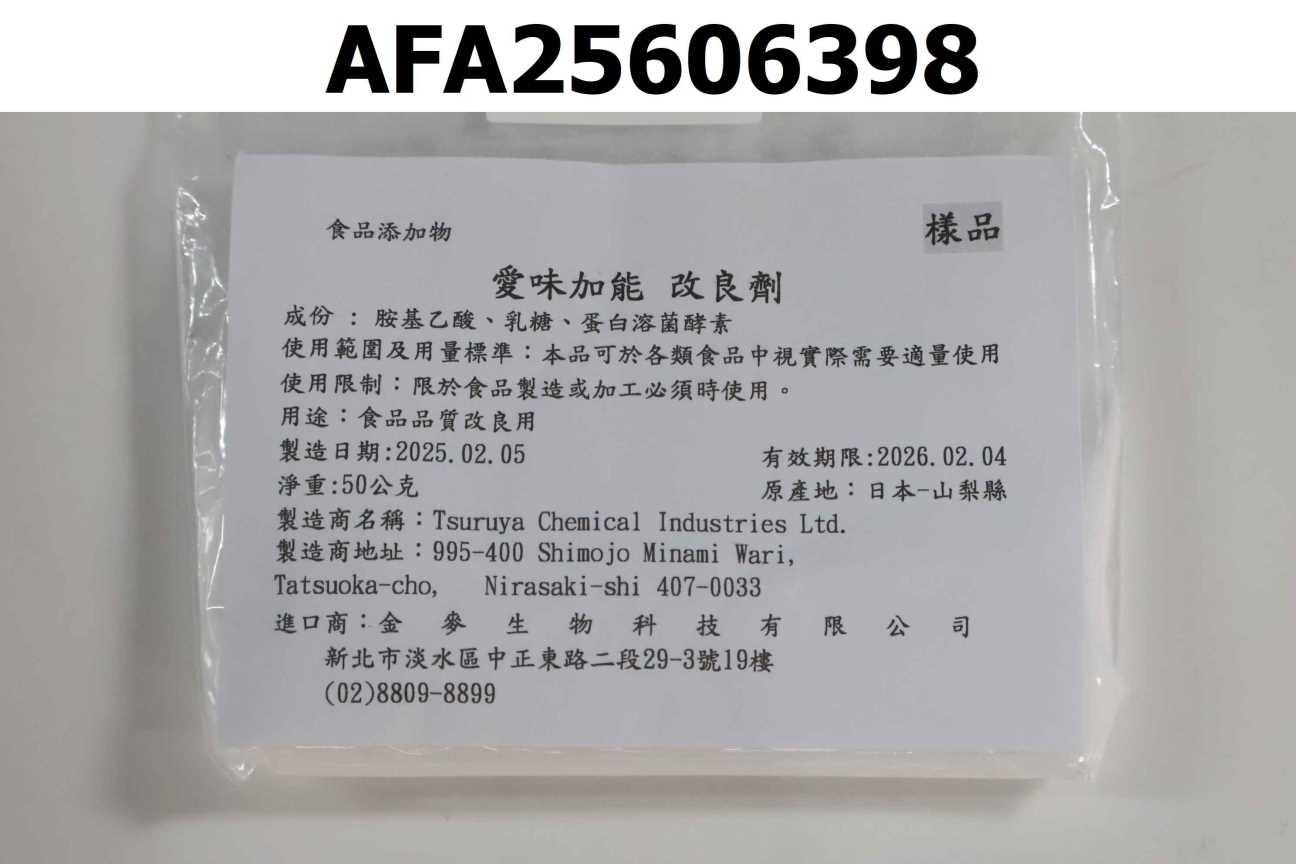 AFA25606398
食品添加物
樣品
愛味加能 改良劑
成份 : 胺基乙酸、乳糖、蛋白溶菌酵素
使用範圍及用量標準：本品可於各類食品中視實際需要適量使用
使用限制：限於食品製造或加工必須時使用。
用途：食品品質改良用
製造日期:2025.02.05 有效期限:2026.02.04
淨重:50公克 原產地：日本-山梨縣
製造商名稱：Tsuruya Chemical Industries Ltd.
製造商地址：995-400 Shimojo Minami Wari,
Tatsuoka-cho, Nirasaki-shi 407-0033
進口商：金麥生物科技有限公司
新北市淡水區中正東路二段29-3號19樓
(02)8809-8899